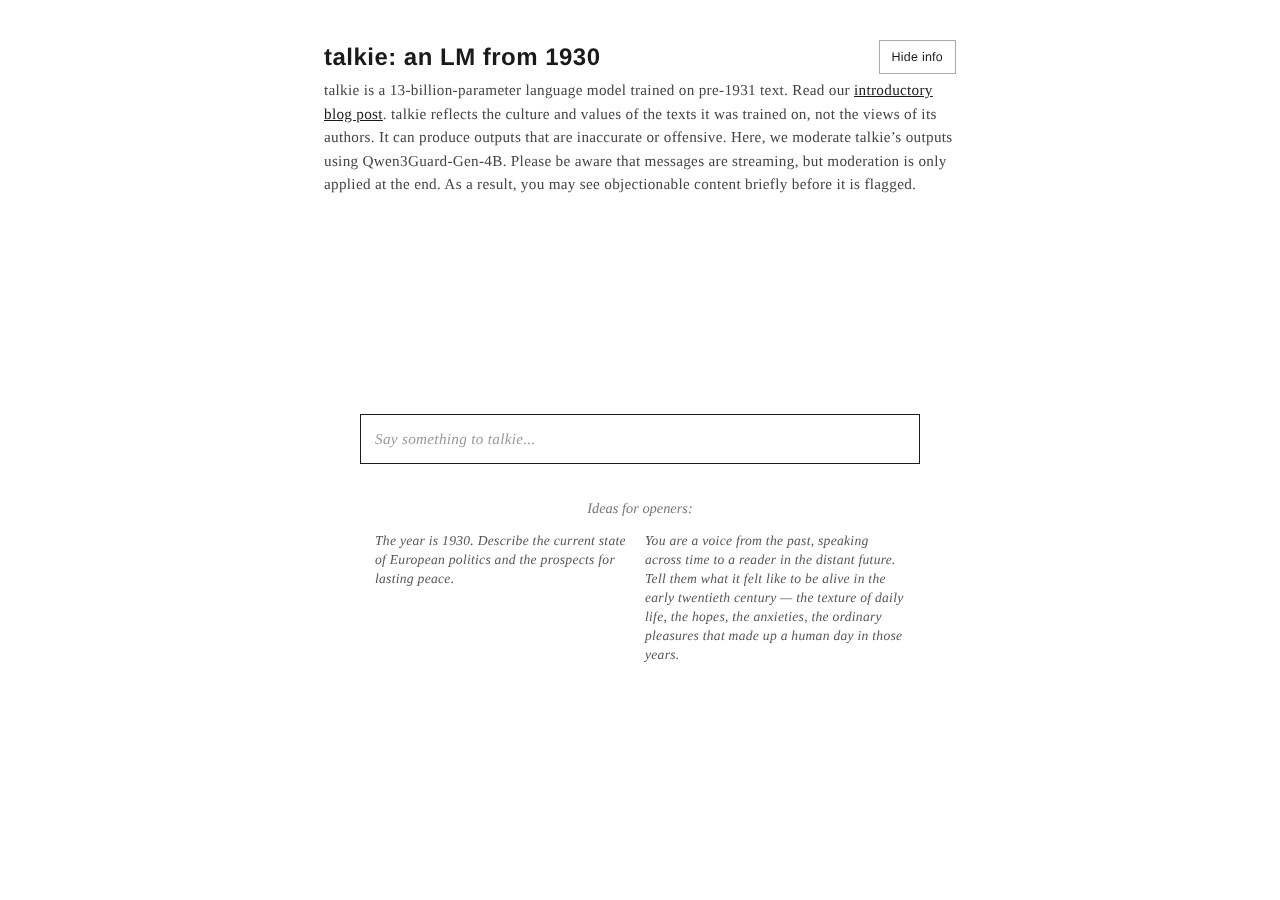 talkie: an LM from 1930
Hide info
talkie is a 13-billion-parameter language model trained on pre-1931 text. Read our introductory
blog post. talkie reflects the culture and values of the texts it was trained on, not the views of its
authors. It can produce outputs that are inaccurate or offensive. Here, we moderate talkie’s outputs
using Qwen3Guard-Gen-4B. Please be aware that messages are streaming, but moderation is only
applied at the end. As a result, you may see objectionable content briefly before it is flagged.
Say something to talkie...
Ideas for openers:
The year is 1930. Describe the current state
of European politics and the prospects for
lasting peace.
You are a voice from the past, speaking
across time to a reader in the distant future.
Tell them what it felt like to be alive in the
early twentieth century — the texture of daily
life, the hopes, the anxieties, the ordinary
pleasures that made up a human day in those
years.